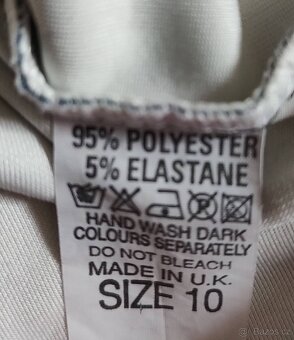 95% POLYESTER
5% ELASTANE
HAND WASH DARK
COLOURS SEPARATELY
DO NOT BLEACH
MADE IN U.K.
SIZE 10